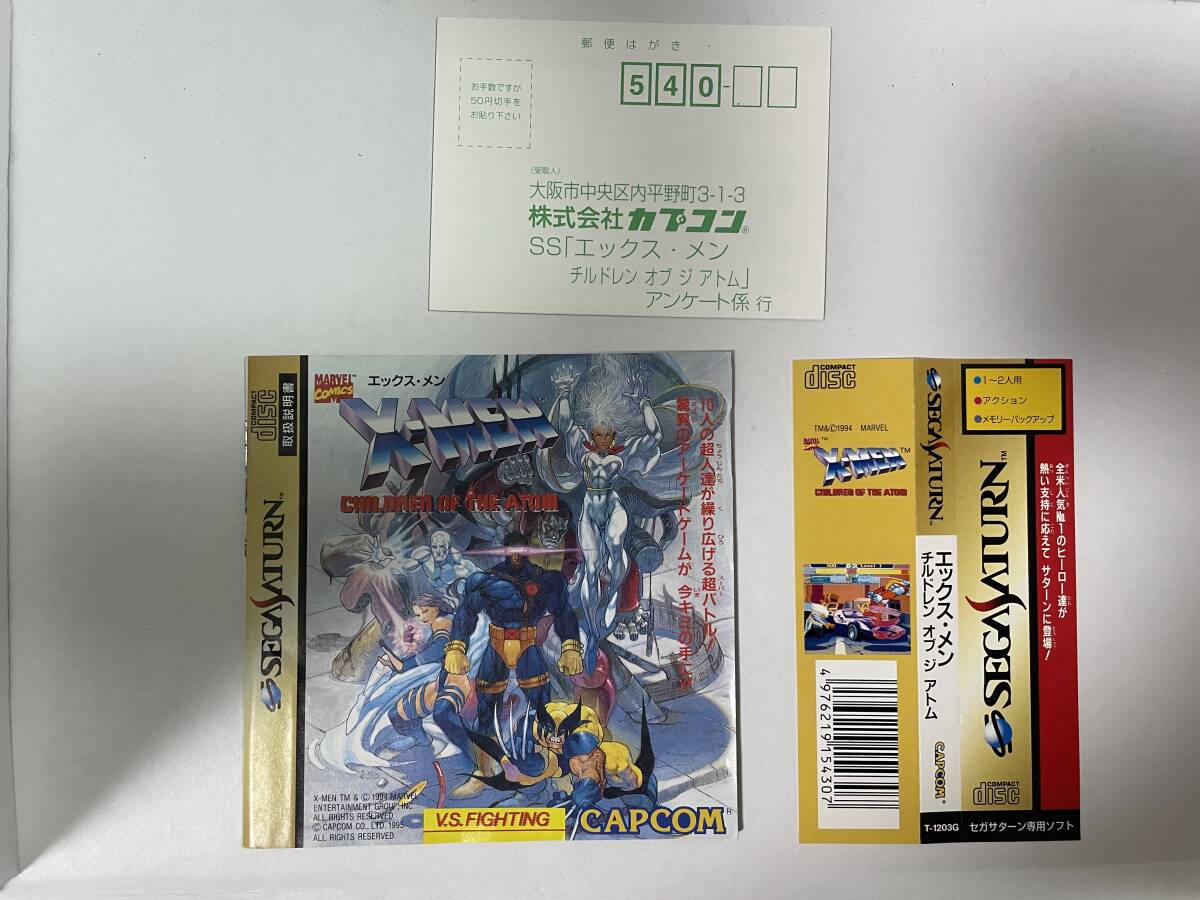 郵便はがき
お手数ですが
50円切手を
お貼り下さい
540-
(受取人)
大阪市中央区内平野町3-1-3
株式会社カプコン®
SS「エックス・メン
チルドレン オブ ジ アトム」
アンケート係 行
COMPACT disc
取扱説明書
SEGA SATURN™
MARVEL COMICS™
エックス・メン
X-MEN™
CHILDREN OF THE ATOM
10人の超人達が繰り広げる超バトル!
驚異のアーケードゲームが 今キミの手に
X-MEN TM & © 1994 MARVEL
ENTERTAINMENT GROUP, INC.
ALL RIGHTS RESERVED
© CAPCOM CO., LTD. 1995
ALL RIGHTS RESERVED
V.S.FIGHTING
CAPCOM®
COMPACT disc
TM&©1994 MARVEL
X-MEN™
CHILDREN OF THE ATOM
4976219154307
SEGA SATURN™
エックス・メン
チルドレン オブ ジ アトム
CAPCOM®
T-1203G
●1〜2人用
●アクション
●メモリーバックアップ
SEGA SATURN™
COMPACT disc
全米人気No.1のヒーロー達が
熱い支持に応えて サターンに登場!
セガサターン専用ソフト